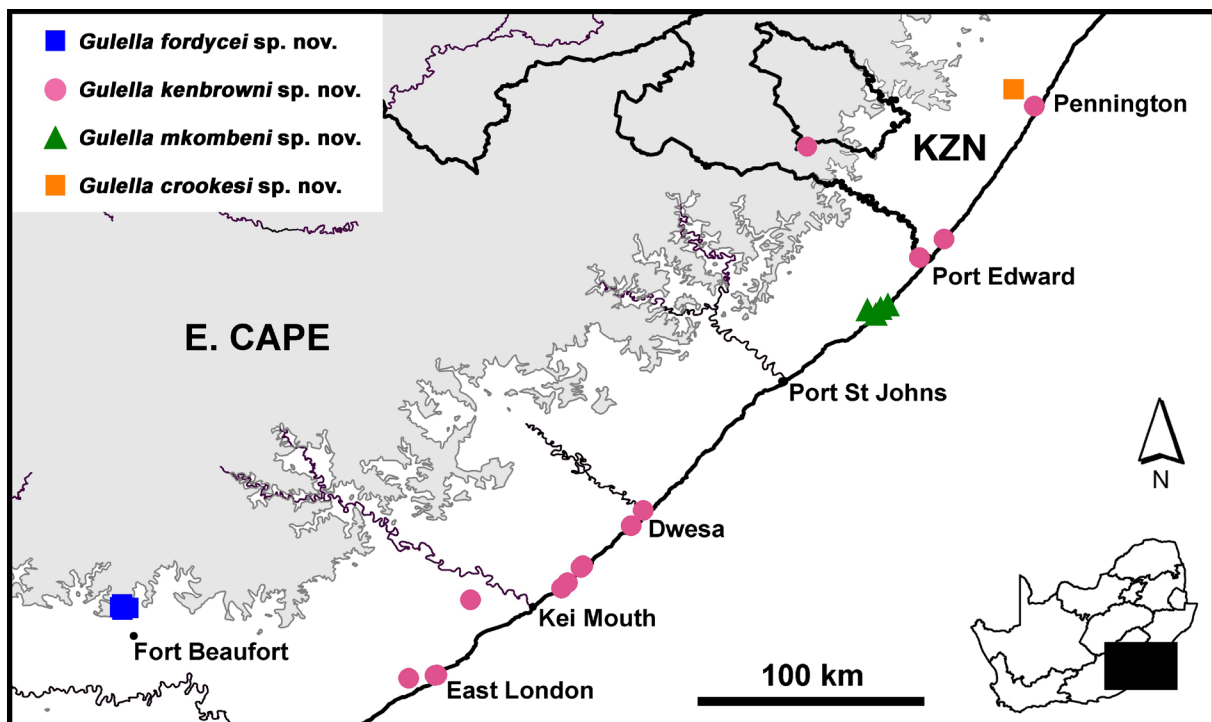 Gulella fordycei sp. nov.
Gulella kenbrowni sp. nov.
Gulella mkombeni sp. nov.
Gulella crookesi sp. nov.
Pennington
KZN
Port Edward
E. CAPE
Port St Johns
N
Dwesa
Kei Mouth
Fort Beaufort
100 km
East London